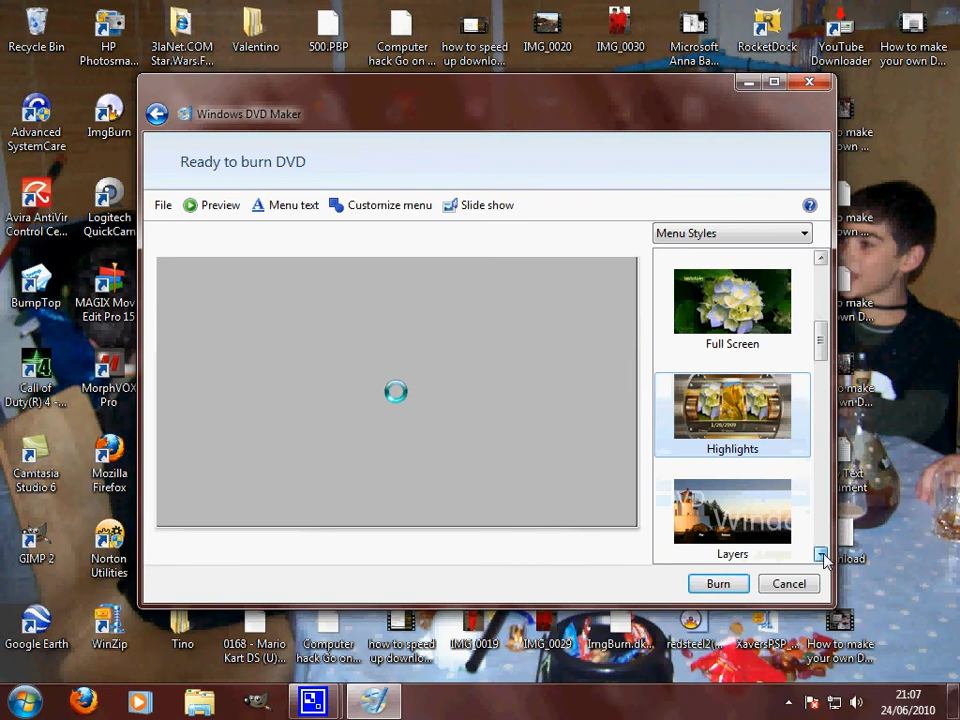 Recycle Bin
HP Photosma...
3laNet.COM
Star.Wars.F...
Valentino
500.PBP
Computer
hack Go on ...
how to speed
up downlo...
IMG_0020
IMG_0030
Microsoft
Anna Ba...
RocketDock
YouTube
Downloader
How to make
your own D...
Windows DVD Maker
Advanced
SystemCare
ImgBurn
Ready to burn DVD
File
Preview
Menu text
Customize menu
Slide show
Avira AntiVir
Control Ce...
Logitech
QuickCam
Menu Styles
BumpTop
MAGIX Mov
Edit Pro 15
Full Screen
Call of
Duty(R) 4 -...
MorphVOX
Pro
1/20/2009
Highlights
Camtasia
Studio 6
Mozilla
Firefox
Layers
GIMP 2
Norton
Utilities
Burn
Cancel
Google Earth
WinZip
Tino
0168 - Mario
Kart DS (U)...
Computer
hack Go on...
how to speed
up downlo...
IMG_0019
IMG_0029
ImgBurn.dk...
redsteel2(...
XaversPSP_...
How to make
your own D...
21:07
24/06/2010